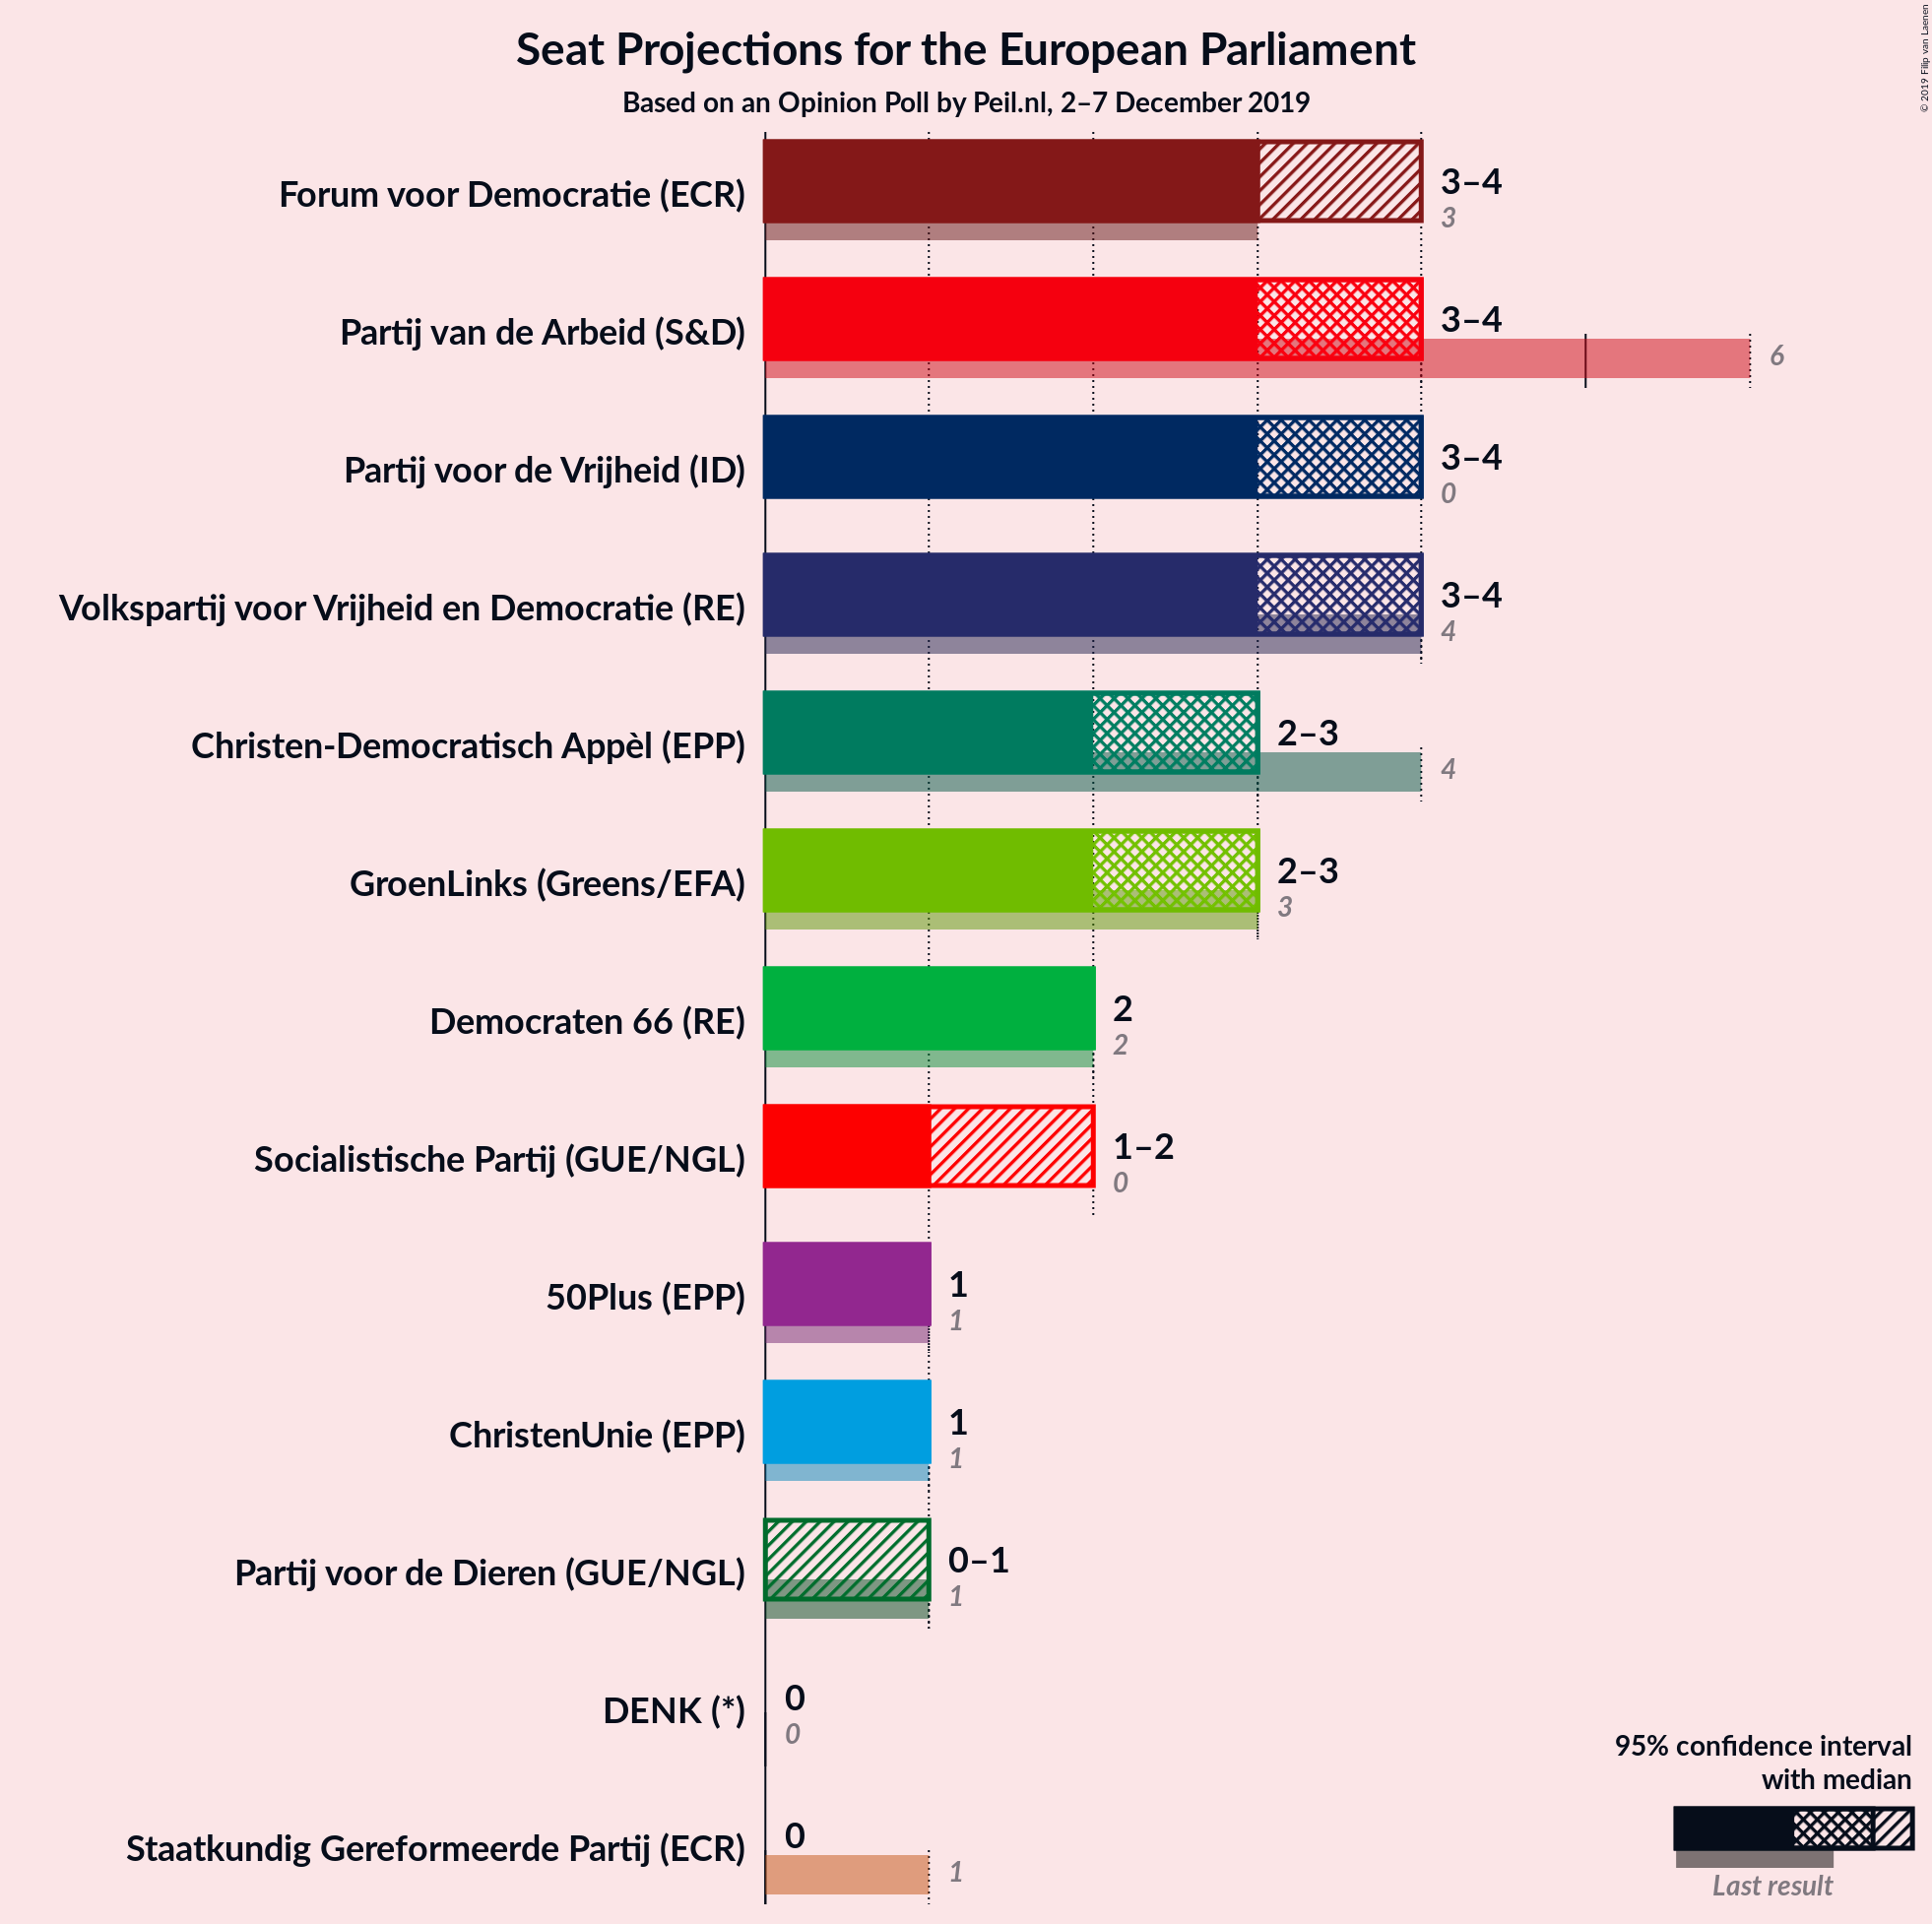 Seat Projections for the European Parliament
Based on an Opinion Poll by Peil.nl, 2–7 December 2019
© 2019 Filip van Laenen
Forum voor Democratie (ECR)
3–4
3
Partij van de Arbeid (S&D)
3–4
6
Partij voor de Vrijheid (ID)
3–4
0
Volkspartij voor Vrijheid en Democratie (RE)
3–4
4
Christen-Democratisch Appèl (EPP)
2–3
4
GroenLinks (Greens/EFA)
2–3
3
Democraten 66 (RE)
2
2
Socialistische Partij (GUE/NGL)
1–2
0
50Plus (EPP)
1
1
ChristenUnie (EPP)
1
1
Partij voor de Dieren (GUE/NGL)
0–1
1
DENK (*)
0
0
Staatkundig Gereformeerde Partij (ECR)
0
1
95% confidence interval
with median
Last result